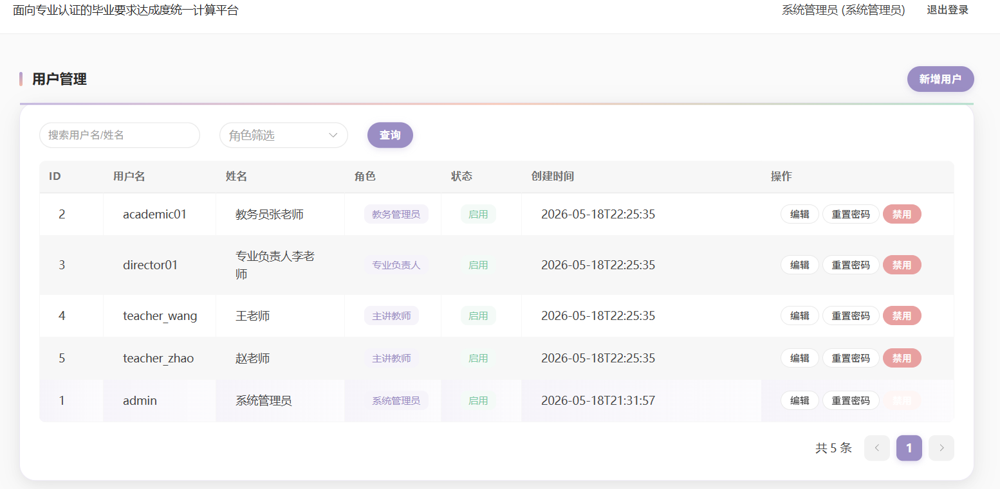 面向专业认证的毕业要求达成度统一计算平台
系统管理员 (系统管理员)
退出登录
用户管理
新增用户
搜索用户名/姓名
角色筛选
查询
ID 用户名 姓名 角色 状态 创建时间 操作
2 academic01 教务员张老师 教务管理员 启用 2026-05-18T22:25:35 编辑 重置密码 禁用
3 director01 专业负责人李老 专业负责人 启用 2026-05-18T22:25:35 编辑 重置密码 禁用
师
4 teacher_wang 王老师 主讲教师 启用 2026-05-18T22:25:35 编辑 重置密码 禁用
5 teacher_zhao 赵老师 主讲教师 启用 2026-05-18T22:25:35 编辑 重置密码 禁用
1 admin 系统管理员 系统管理员 启用 2026-05-18T21:31:57 编辑 重置密码 禁用
共 5 条
1